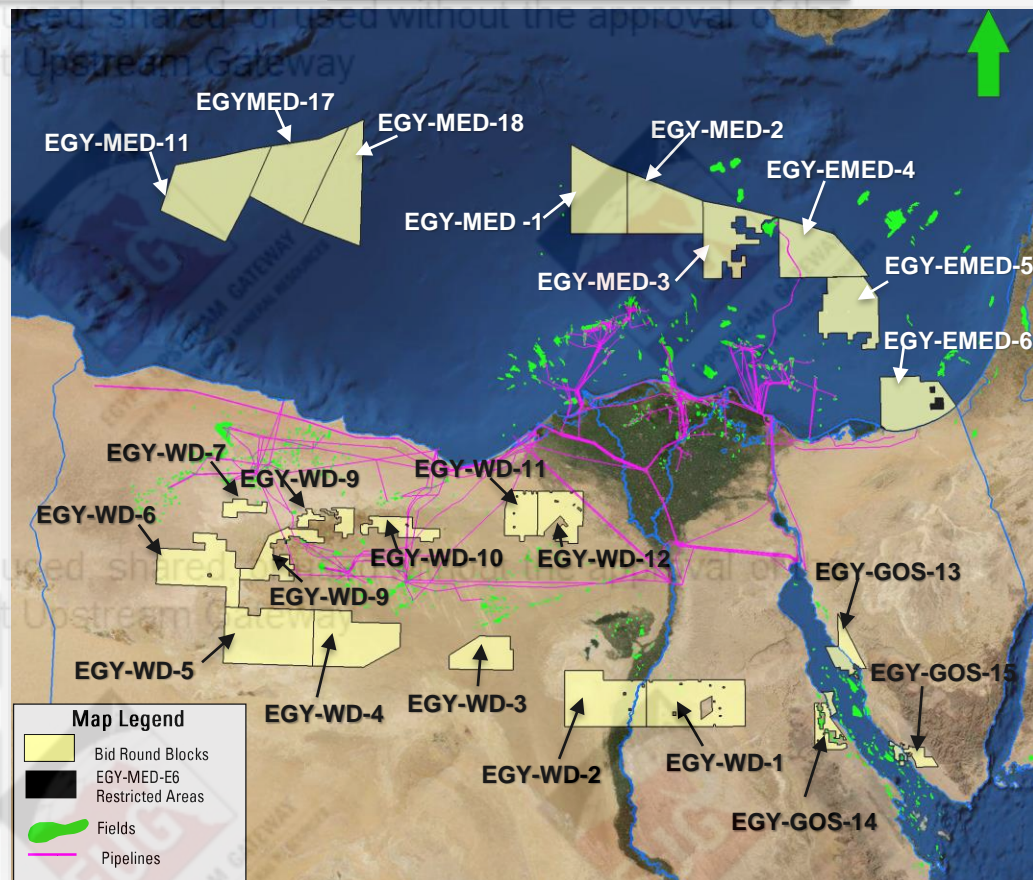 uced, shared, or used without the approval of the
t Upstream Gateway
EGYMED-17
EGY-MED-18
EGY-MED-11
EGY-MED-2
EGY-EMED-4
EGY-MED -1
EGY-MED-3
EGY-EMED-5
EGY-EMED-6
EGY-WD-7
EGY-WD-9
EGY-WD-11
EGY-WD-6
EGY-WD-10
EGY-WD-12
EGY-WD-9
uced, shared,
approval of
t Upstream Gateway
EGY-GOS-13
EGY-WD-5
EGY-GOS-15
EGY-WD-4
EGY-WD-3
EGY-WD-2
EGY-WD-1
EGY-GOS-14
Map Legend
Bid Round Blocks
EGY-MED-E6
Restricted Areas
Fields
Pipelines